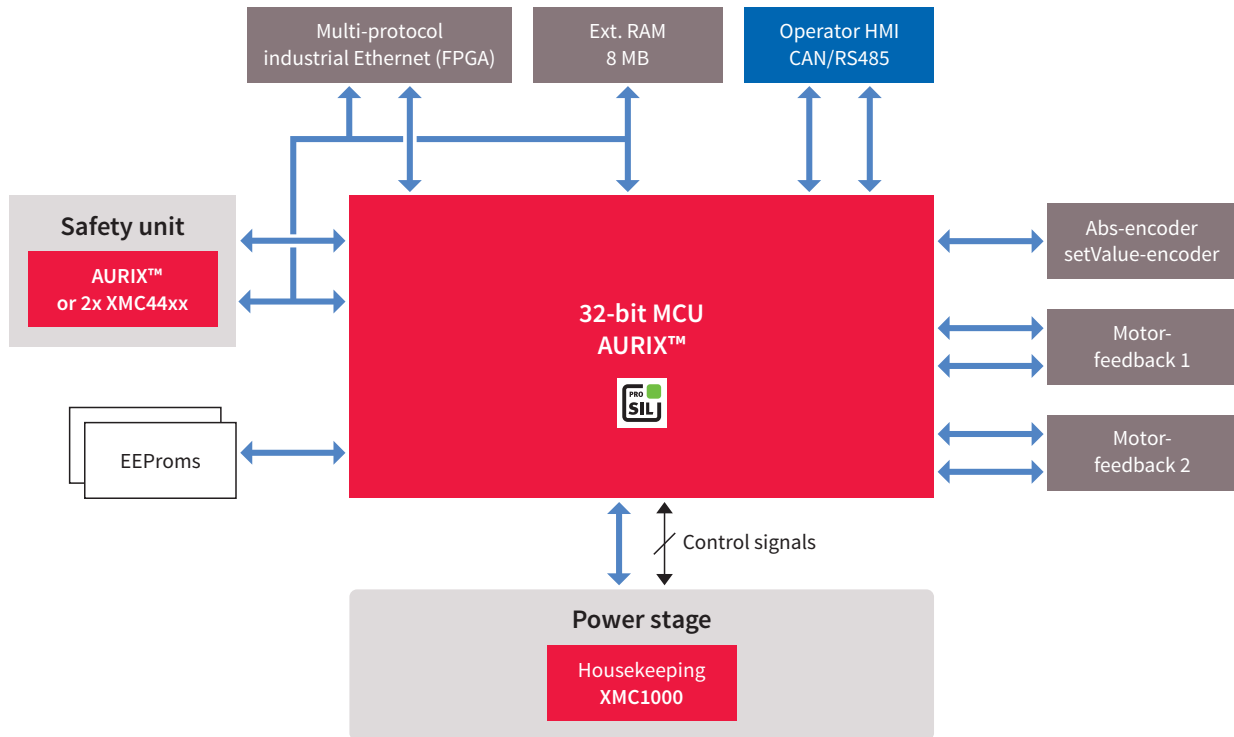 Multi-protocol
industrial Ethernet (FPGA)
Ext. RAM
8 MB
Operator HMI
CAN/RS485
Safety unit
AURIX™
or 2x XMC44xx
Abs-encoder
setValue-encoder
32-bit MCU
AURIX™
PRO
SIL
Motor-
feedback 1
EEProms
Motor-
feedback 2
Control signals
Power stage
Housekeeping
XMC1000